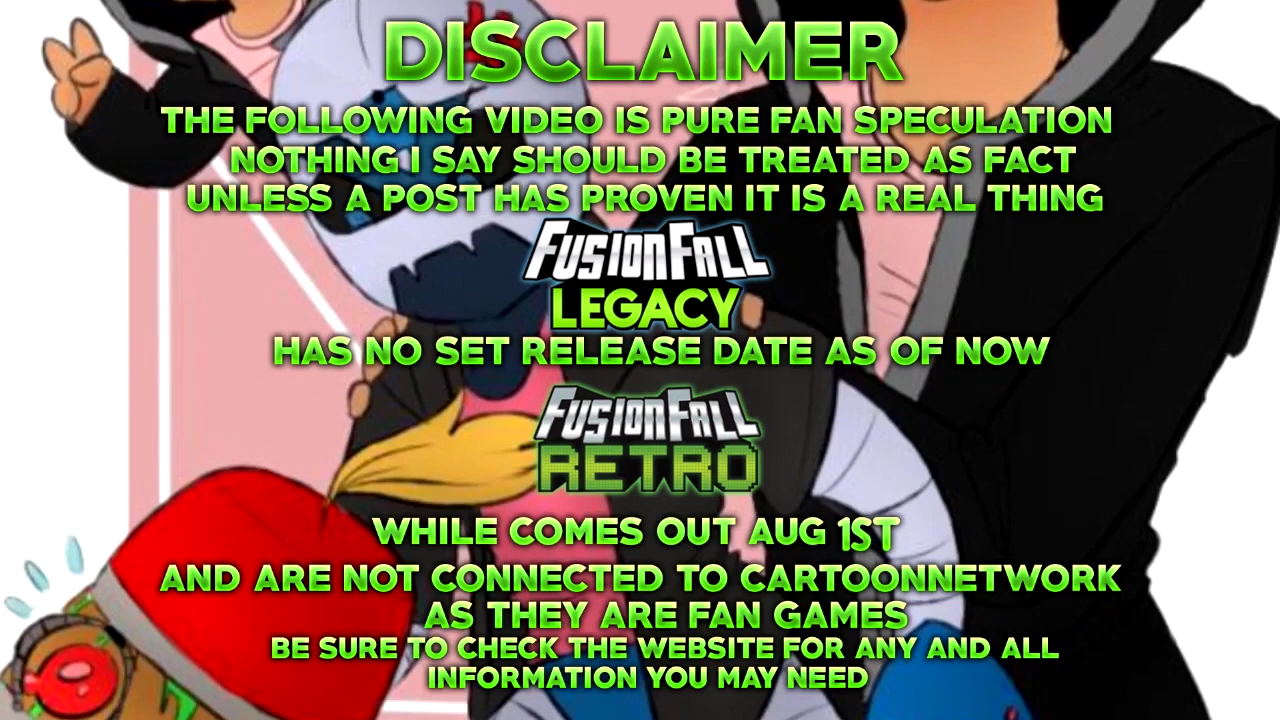 DISCLAIMER
THE FOLLOWING VIDEO IS PURE FAN SPECULATION
NOTHING I SAY SHOULD BE TREATED AS FACT
UNLESS A POST HAS PROVEN IT IS A REAL THING
FUSIONFALL
LEGACY
HAS NO SET RELEASE DATE AS OF NOW
FUSIONFALL
RETRO
WHILE COMES OUT AUG 1ST
AND ARE NOT CONNECTED TO CARTOONNETWORK
AS THEY ARE FAN GAMES
BE SURE TO CHECK THE WEBSITE FOR ANY AND ALL
INFORMATION YOU MAY NEED